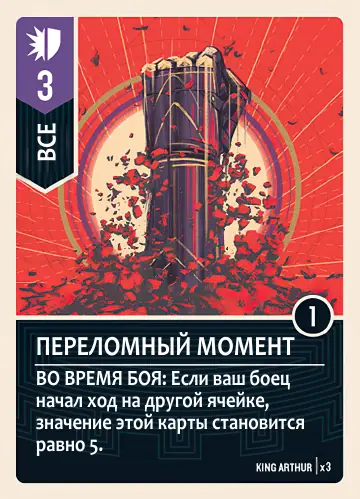 3
ВСЕ
1
ПЕРЕЛОМНЫЙ МОМЕНТ
ВО ВРЕМЯ БОЯ: Если ваш боец
начал ход на другой ячейке,
значение этой карты становится
равно 5.
KING ARTHUR | x3